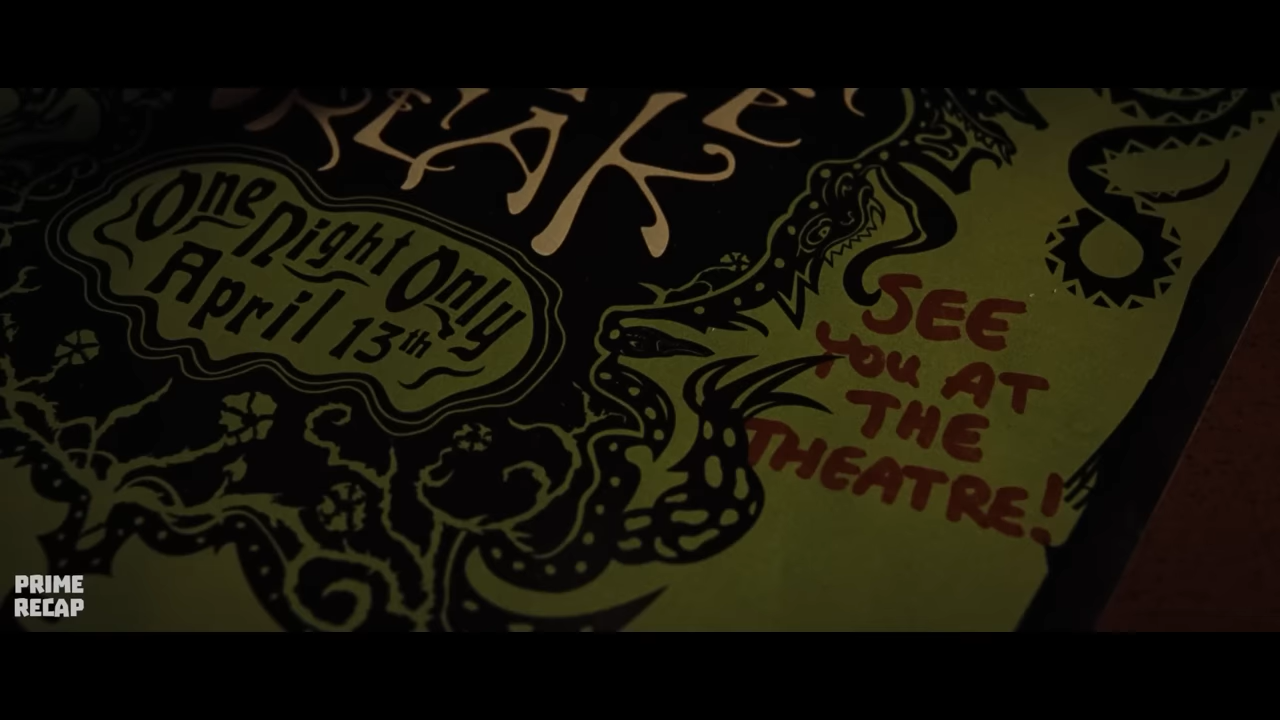 One Night Only
April 13th
SEE
YOU AT
THE
THEATRE!
PRIME
RECAP